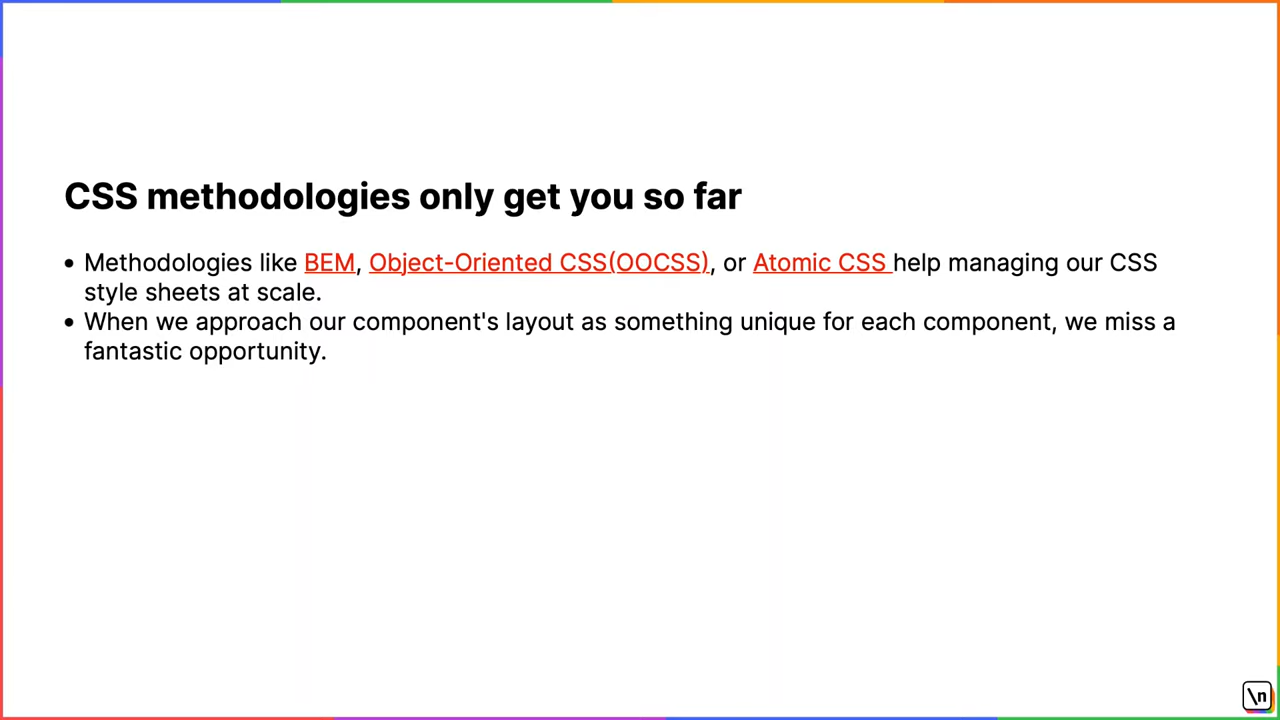 CSS methodologies only get you so far
• Methodologies like BEM, Object-Oriented CSS(OOCSS), or Atomic CSS help managing our CSS
style sheets at scale.
• When we approach our component's layout as something unique for each component, we miss a
fantastic opportunity.
\n